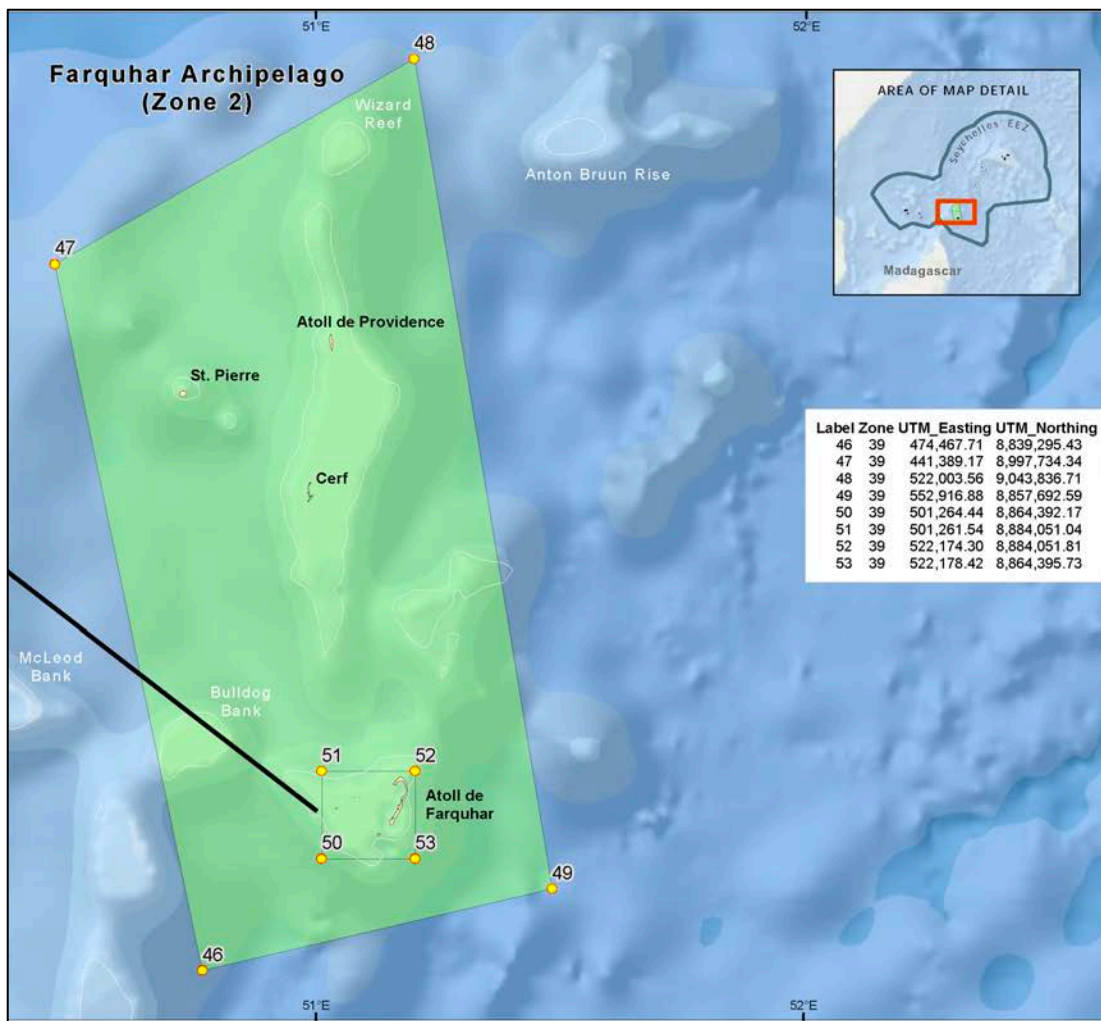 51°E
52°E
Farquhar Archipelago
(Zone 2)
48
Wizard
Reef
Anton Bruun Rise
AREA OF MAP DETAIL
Seychelles' EEZ
Madagascar
47
Atoll de Providence
St. Pierre
Cerf
Label Zone UTM_Easting UTM_Northing
46 39 474,467.71 8,839,295.43
47 39 441,389.17 8,997,734.34
48 39 522,003.56 9,043,836.71
49 39 552,916.88 8,857,692.59
50 39 501,264.44 8,864,392.17
51 39 501,261.54 8,884,051.04
52 39 522,174.30 8,884,051.81
53 39 522,178.42 8,864,395.73
McLeod
Bank
Bulldog
Bank
51
52
Atoll de
Farquhar
50
53
49
46
51°E
52°E